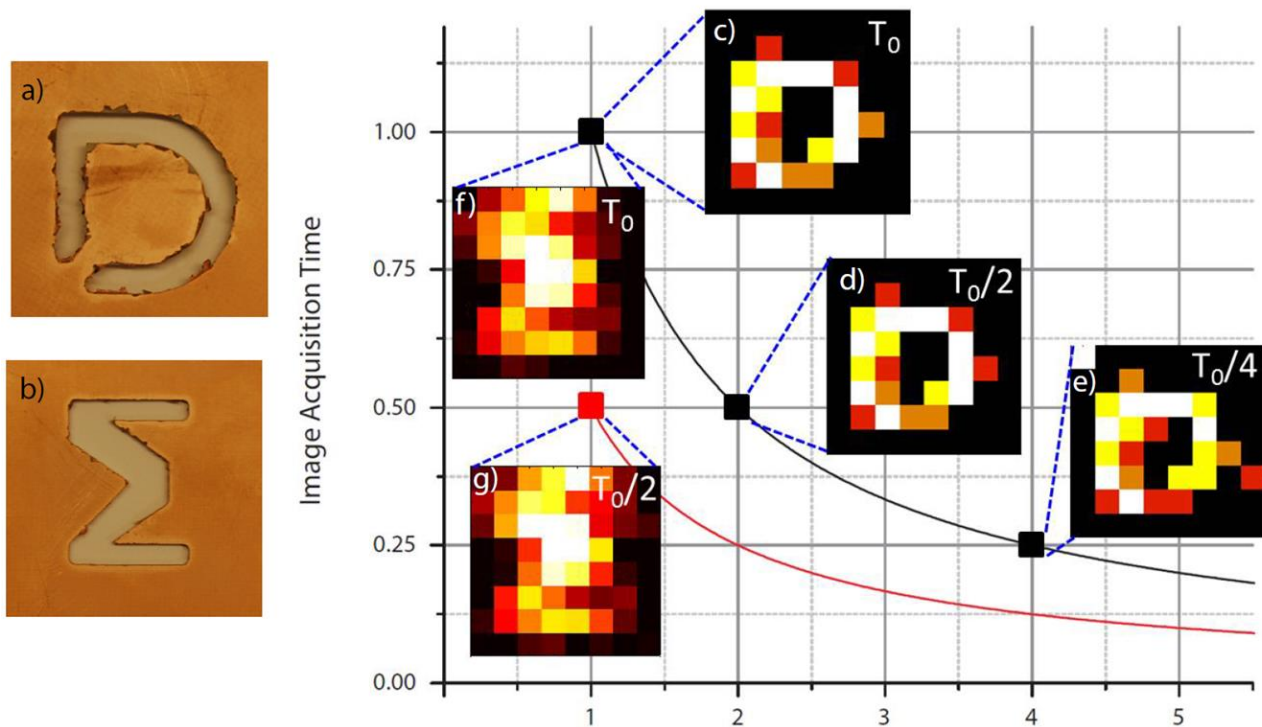 a)
b)
Image Acquisition Time
1.00
0.75
0.50
0.25
0.00
1
2
3
4
5
c)
T₀
f)
T₀
d)
T₀/2
g)
T₀/2
e)
T₀/4